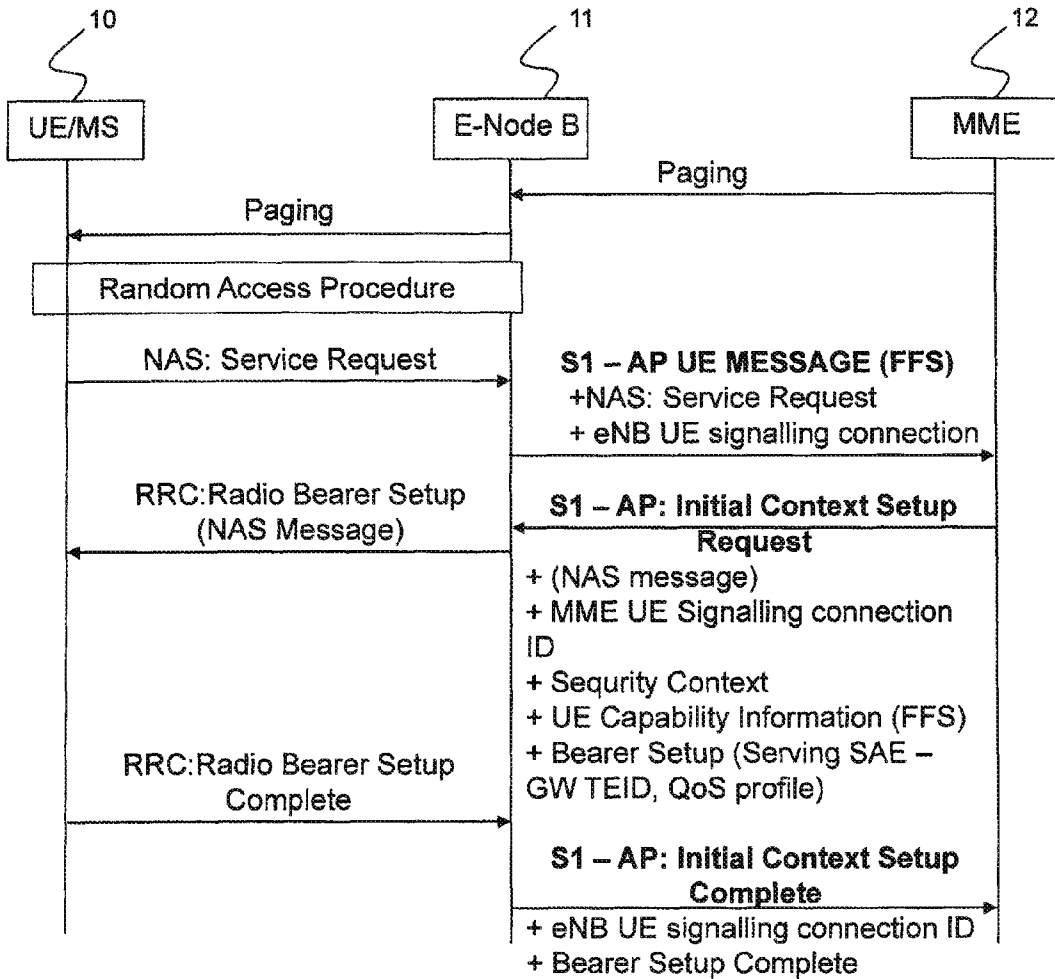 10
11
12
UE/MS
E-Node B
MME
Paging
Paging
Random Access Procedure
NAS: Service Request
S1 – AP UE MESSAGE (FFS)
+NAS: Service Request
+ eNB UE signalling connection
RRC:Radio Bearer Setup
(NAS Message)
S1 – AP: Initial Context Setup
Request
+ (NAS message)
+ MME UE Signalling connection
ID
+ Sequrity Context
+ UE Capability Information (FFS)
+ Bearer Setup (Serving SAE –
GW TEID, QoS profile)
RRC:Radio Bearer Setup
Complete
S1 – AP: Initial Context Setup
Complete
+ eNB UE signalling connection ID
+ Bearer Setup Complete